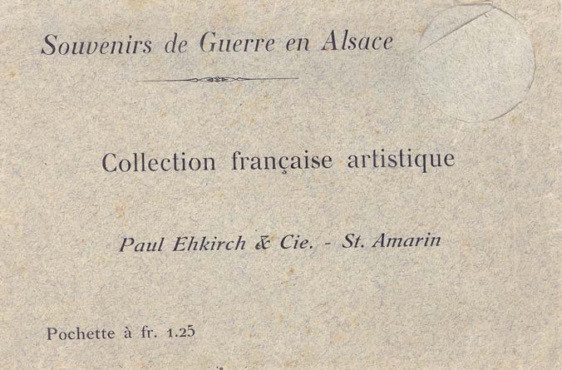 Souvenirs de Guerre en Alsace
Collection française artistique
Paul Ehkirch & Cie. - St. Amarin
Pochette à fr. 1.25